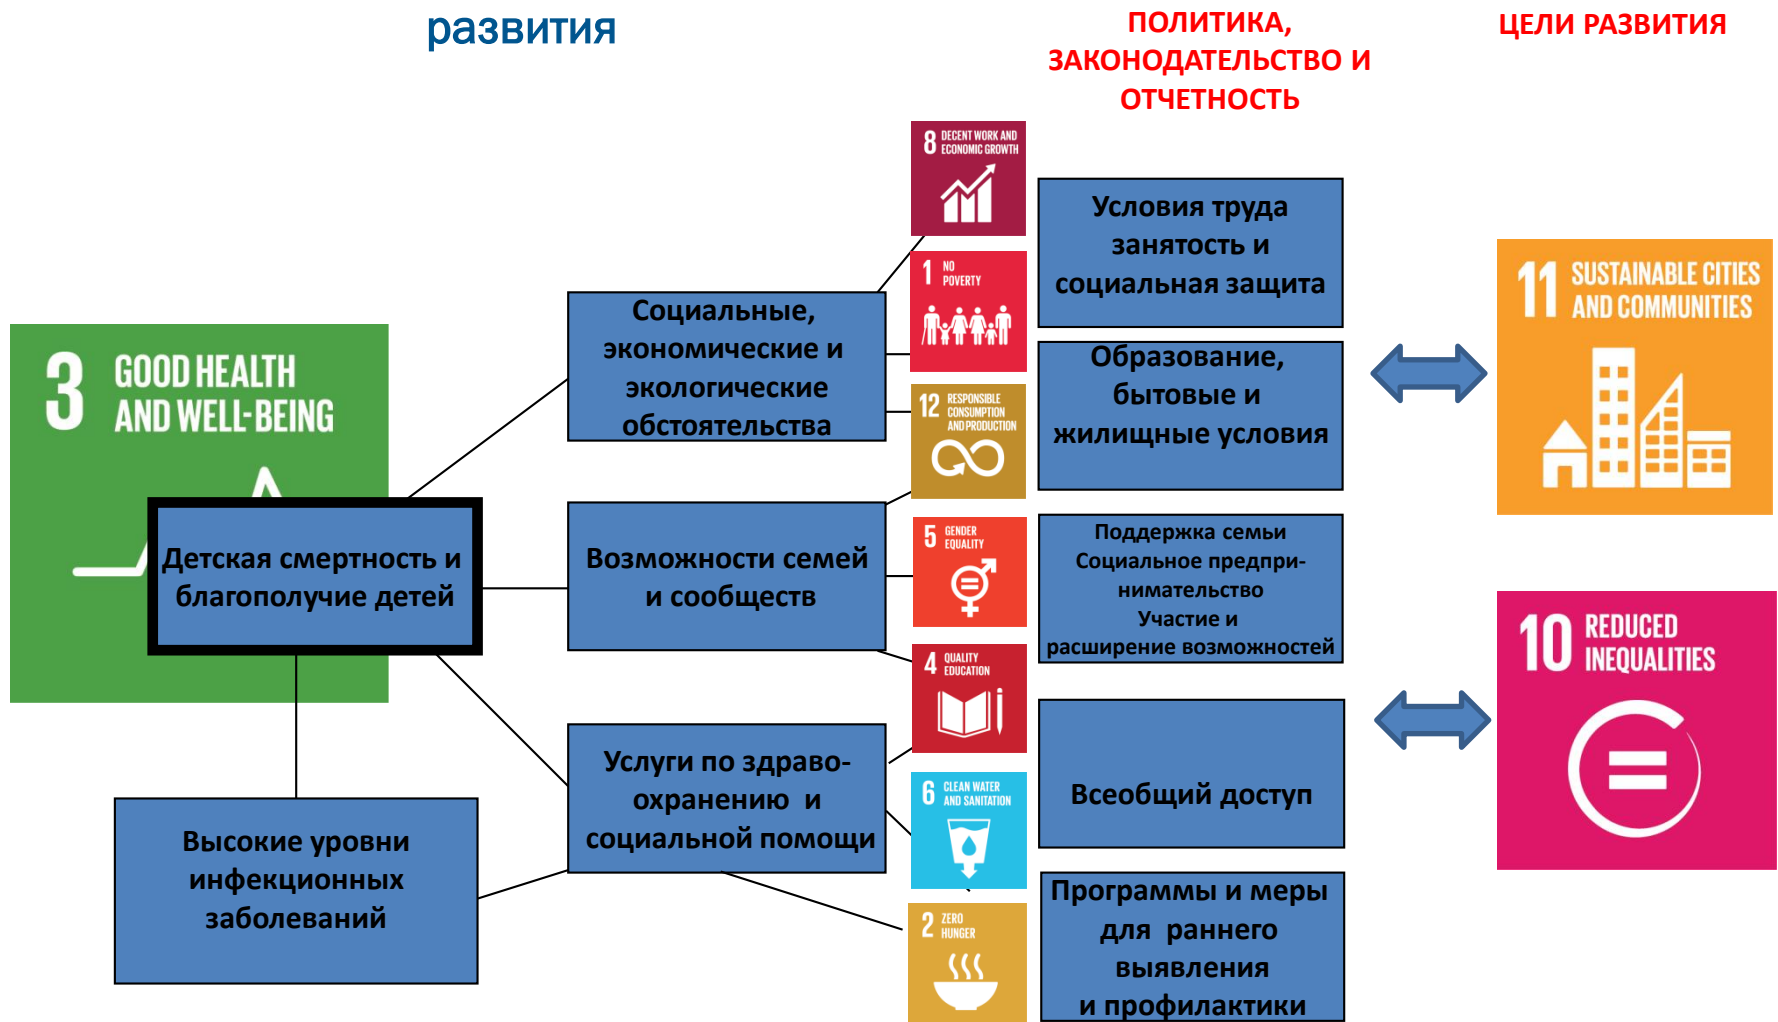 развития
ПОЛИТИКА,
ЗАКОНОДАТЕЛЬСТВО И
ОТЧЕТНОСТЬ
ЦЕЛИ РАЗВИТИЯ
3 GOOD HEALTH
AND WELL-BEING
Детская смертность и
благополучие детей
Высокие уровни
инфекционных
заболеваний
Социальные,
экономические и
экологические
обстоятельства
Возможности семей
и сообществ
Услуги по здраво-
охранению и
социальной помощи
8 DECENT WORK AND
ECONOMIC GROWTH
1 NO
POVERTY
12 RESPONSIBLE
CONSUMPTION
AND PRODUCTION
5 GENDER
EQUALITY
4 QUALITY
EDUCATION
6 CLEAN WATER
AND SANITATION
2 ZERO
HUNGER
Условия труда
занятость и
социальная защита
Образование,
бытовые и
жилищные условия
Поддержка семьи
Социальное предпри-
нимательство
Участие и
расширение возможностей
Всеобщий доступ
Программы и меры
для раннего
выявления
и профилактики
11 SUSTAINABLE CITIES
AND COMMUNITIES
10 REDUCED
INEQUALITIES